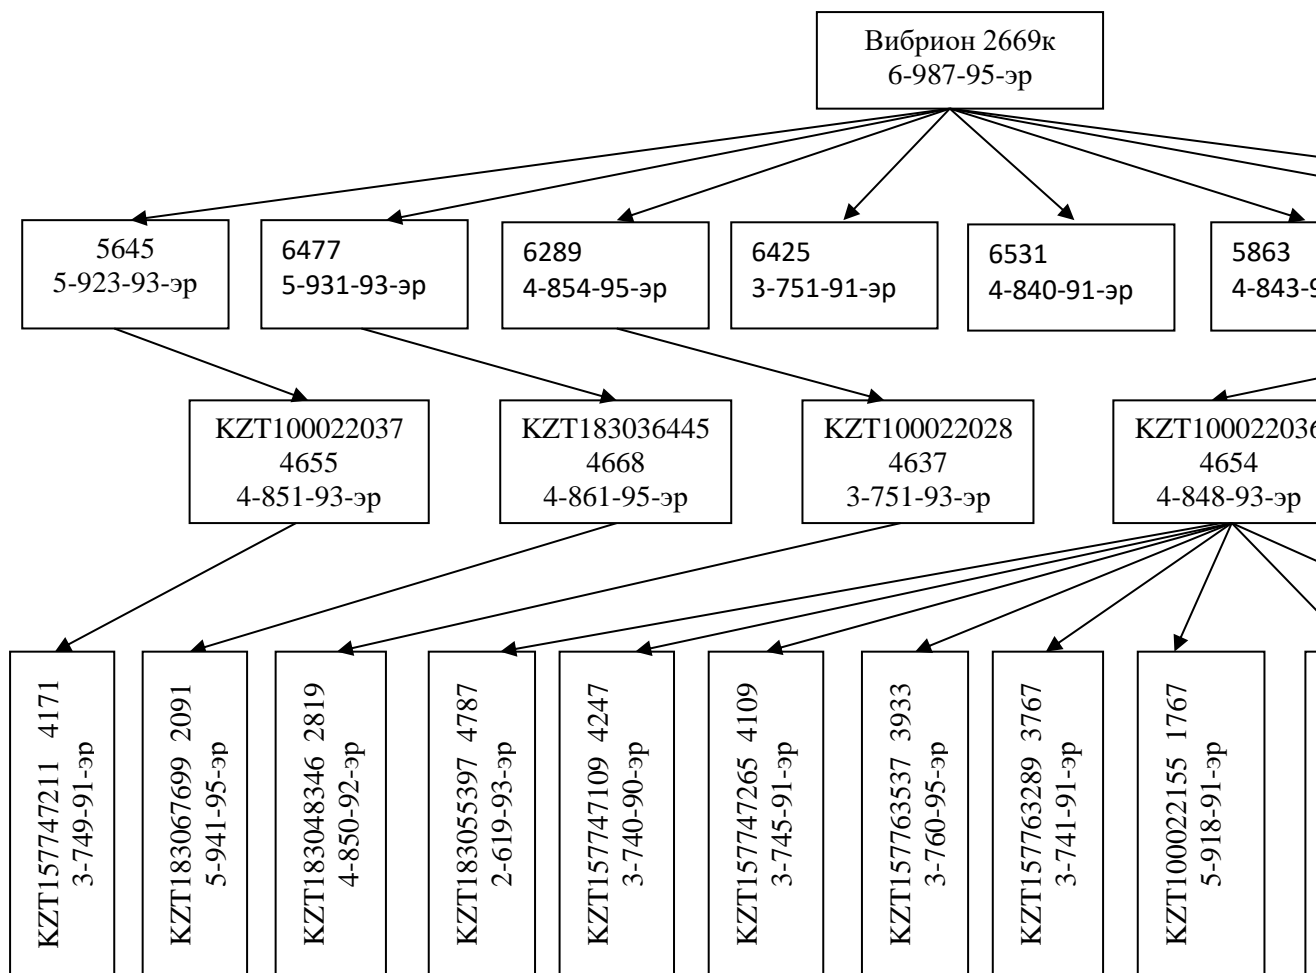 Вибрион 2669к
6-987-95-эр
5645
5-923-93-эр
6477
5-931-93-эр
6289
4-854-95-эр
6425
3-751-91-эр
6531
4-840-91-эр
5863
4-843-9
KZT100022037
4655
4-851-93-эр
KZT183036445
4668
4-861-95-эр
KZT100022028
4637
3-751-93-эр
KZT100022036
4654
4-848-93-эр
KZT157747211 4171
3-749-91-эр
KZT183067699 2091
5-941-95-эр
KZT183048346 2819
4-850-92-эр
KZT183055397 4787
2-619-93-эр
KZT157747109 4247
3-740-90-эр
KZT157747265 4109
3-745-91-эр
KZT157763537 3933
3-760-95-эр
KZT157763289 3767
3-741-91-эр
KZT100022155 1767
5-918-91-эр